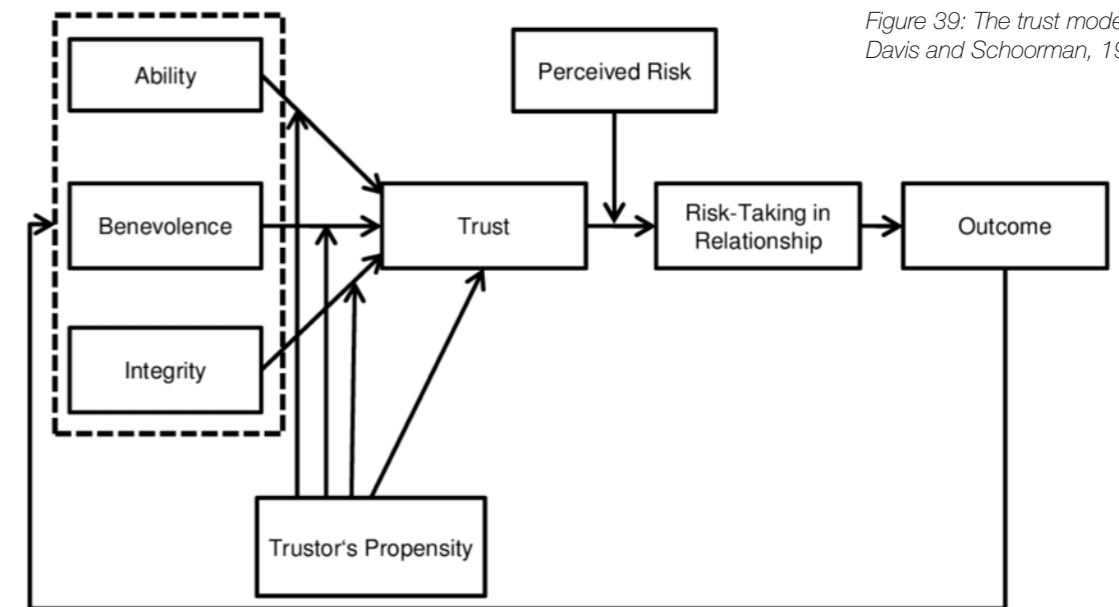 Figure 39: The trust mode
Davis and Schoorman, 19
Ability
Perceived Risk
Benevolence
Trust
Risk-Taking in
Relationship
Outcome
Integrity
Trustor's Propensity